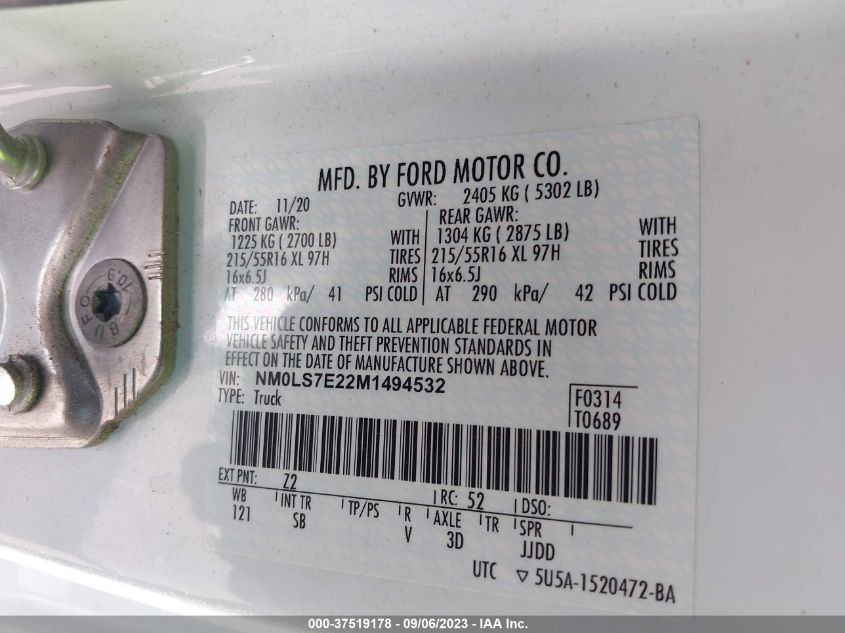 MFD. BY FORD MOTOR CO.
DATE: 11/20 GVWR: 2405 KG ( 5302 LB)
FRONT GAWR: REAR GAWR:
1225 KG ( 2700 LB) WITH 1304 KG ( 2875 LB) WITH
215/55R16 XL 97H TIRES 215/55R16 XL 97H TIRES
16x6.5J RIMS 16x6.5J RIMS
AT 280 kPa/ 41 PSI COLD AT 290 kPa/ 42 PSI COLD
THIS VEHICLE CONFORMS TO ALL APPLICABLE FEDERAL MOTOR
VEHICLE SAFETY AND THEFT PREVENTION STANDARDS IN
EFFECT ON THE DATE OF MANUFACTURE SHOWN ABOVE.
VIN: NM0LS7E22M1494532
TYPE: Truck
F0314
T0689
EXT PNT: Z2 RC: 52 DSO:
WB INT TR TP/PS R AXLE TR SPR
121 SB V 3D JJDD
UTC ▽ 5U5A-1520472-BA
BUFO
G.07
000-37519178 - 09/06/2023 - IAA Inc.